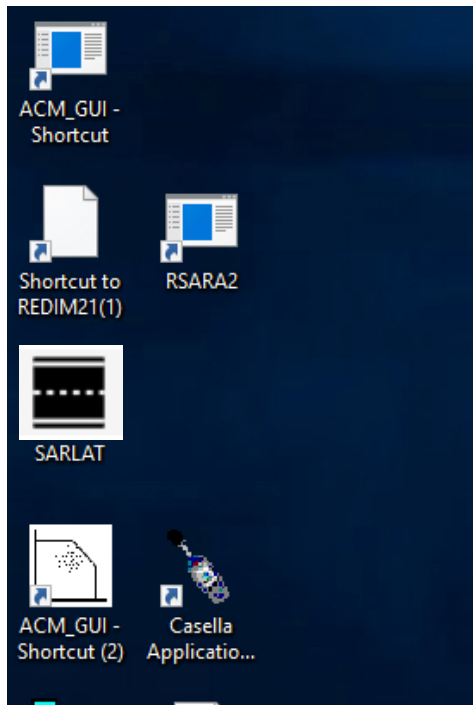 ACM_GUI -
Shortcut
Shortcut to
REDIM21(1)
RSARA2
SARLAT
ACM_GUI -
Shortcut (2)
Casella
Applicatio...